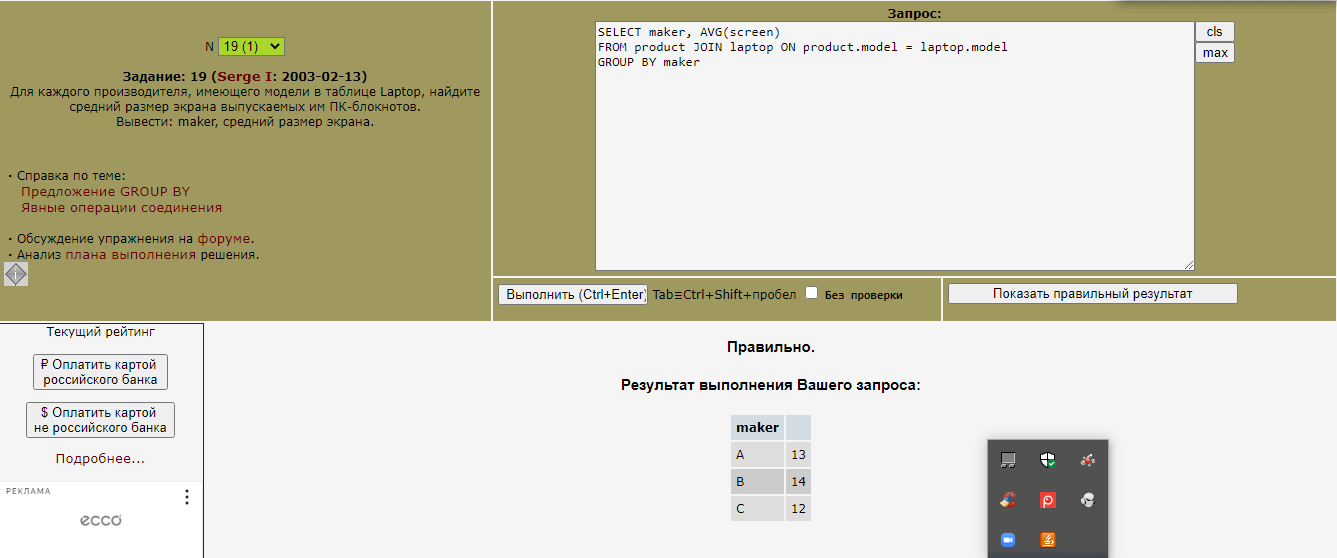 N 19 (1)
Задание: 19 (Serge I: 2003-02-13)
Для каждого производителя, имеющего модели в таблице Laptop, найдите
средний размер экрана выпускаемых им ПК-блокнотов.
Вывести: maker, средний размер экрана.
· Справка по теме:
Предложение GROUP BY
Явные операции соединения
· Обсуждение упражнения на форуме.
· Анализ плана выполнения решения.
Запрос:
SELECT maker, AVG(screen)
FROM product JOIN laptop ON product.model = laptop.model
GROUP BY maker
cls
max
Выполнить (Ctrl+Enter) Tab≡Ctrl+Shift+пробел Без проверки
Показать правильный результат
Текущий рейтинг
₽ Оплатить картой
российского банка
$ Оплатить картой
не российского банка
Подробнее...
РЕКЛАМА
ecco
Правильно.
Результат выполнения Вашего запроса:
maker
A 13
B 14
C 12